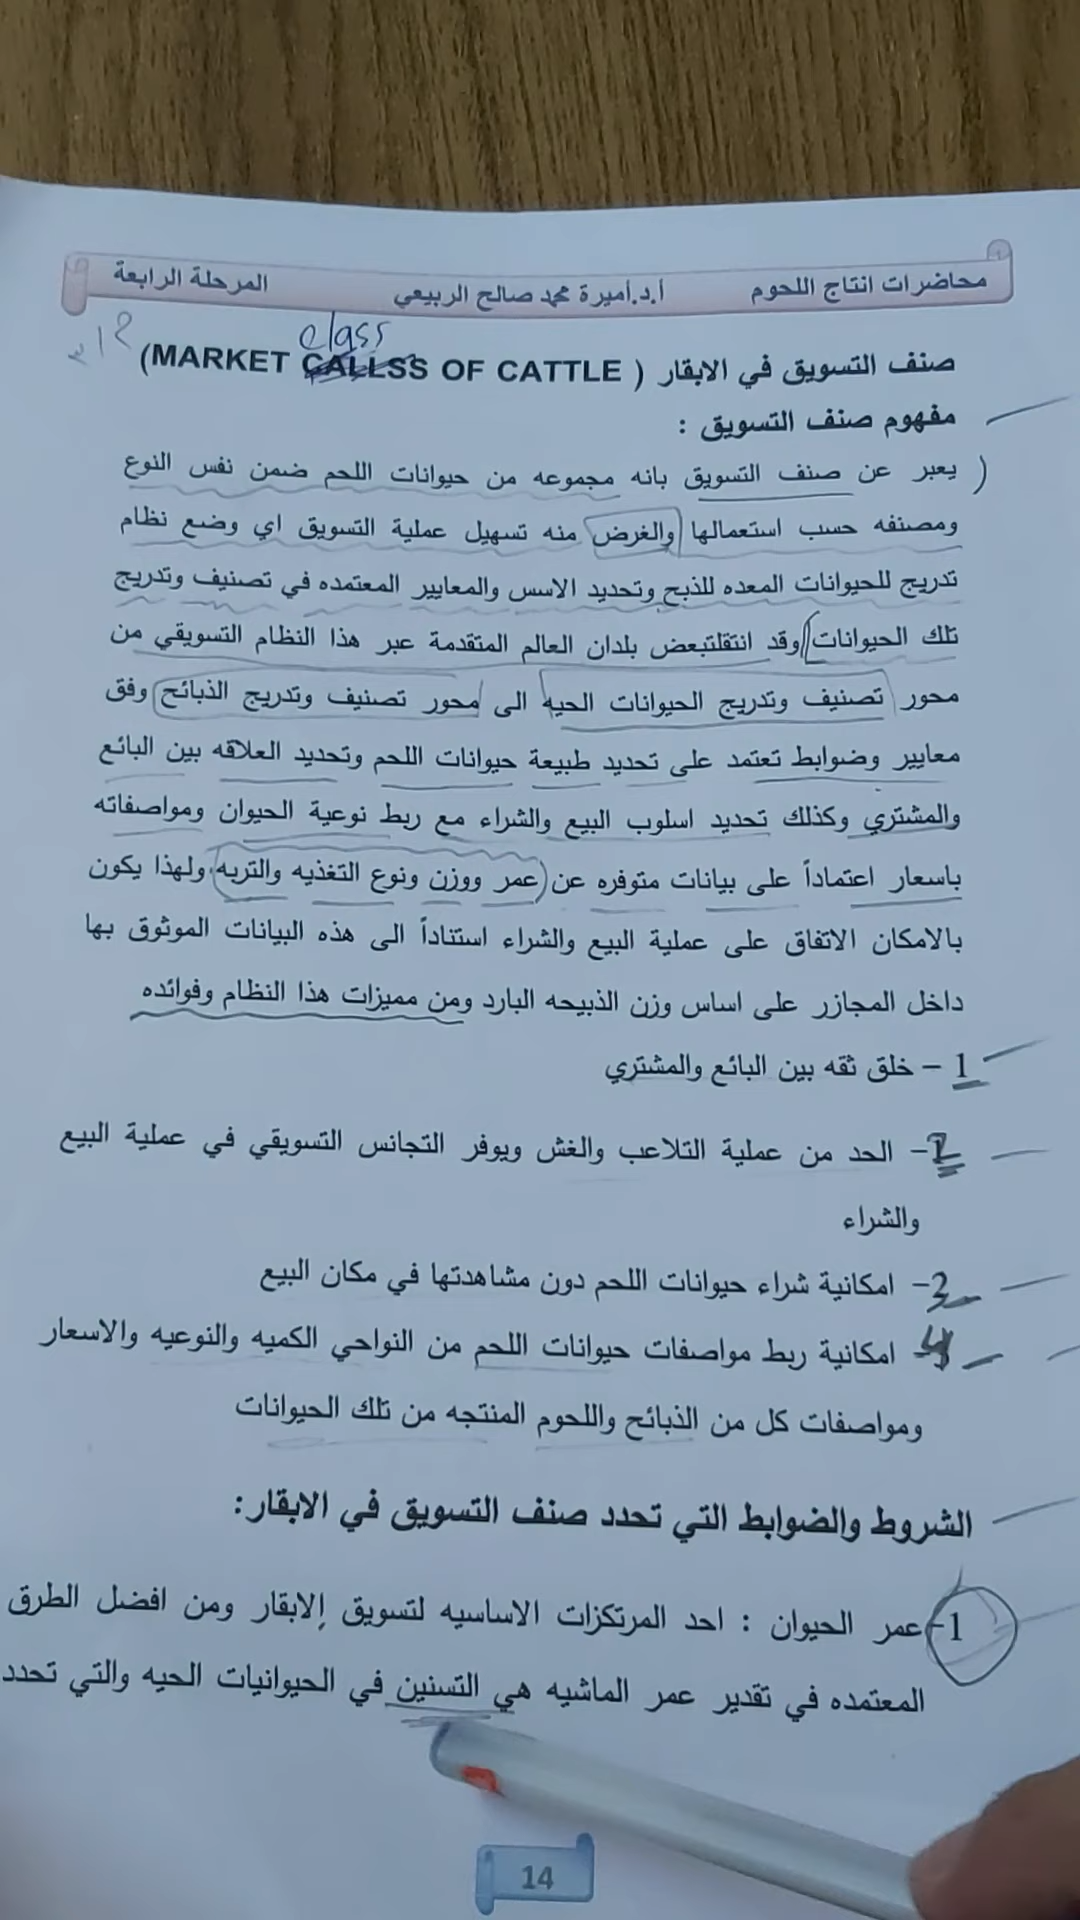 محاضرات انتاج اللحوم أ.د.أميرة محمد صالح الربيعي المرحلة الرابعة
class
صنف التسويق في الابقار ( MARKET CALLSS OF CATTLE)
مفهوم صنف التسويق :
يعبر عن صنف التسويق بانه مجموعه من حيوانات اللحم ضمن نفس النوع
ومصنفه حسب استعمالها والغرض منه تسهيل عملية التسويق اي وضع نظام
تدريج للحيوانات المعده للذبح وتحديد الاسس والمعايير المعتمده في تصنيف وتدريج
تلك الحيوانات وقد انتقلتبعض بلدان العالم المتقدمة عبر هذا النظام التسويقي من
محور تصنيف وتدريج الحيوانات الحيه الى محور تصنيف وتدريج الذبائح وفق
معايير وضوابط تعتمد على تحديد طبيعة حيوانات اللحم وتحديد العلاقه بين البائع
والمشتري وكذلك تحديد اسلوب البيع والشراء مع ربط نوعية الحيوان ومواصفاته
باسعار اعتماداً على بيانات متوفره عن عمر ووزن ونوع التغذيه والتربه ولهذا يكون
بالامكان الاتفاق على عملية البيع والشراء استناداً الى هذه البيانات الموثوق بها
داخل المجازر على اساس وزن الذبيحه البارد ومن مميزات هذا النظام وفوائده
1 – خلق ثقه بين البائع والمشتري
2- الحد من عملية التلاعب والغش ويوفر التجانس التسويقي في عملية البيع
والشراء
3- امكانية شراء حيوانات اللحم دون مشاهدتها في مكان البيع
4- امكانية ربط مواصفات حيوانات اللحم من النواحي الكميه والنوعيه والاسعار
ومواصفات كل من الذبائح واللحوم المنتجه من تلك الحيوانات
الشروط والضوابط التي تحدد صنف التسويق في الابقار:
1- عمر الحيوان : احد المرتكزات الاساسيه لتسويق الابقار ومن افضل الطرق
المعتمده في تقدير عمر الماشيه هي التسنين في الحيوانيات الحيه والتي تحدد
14